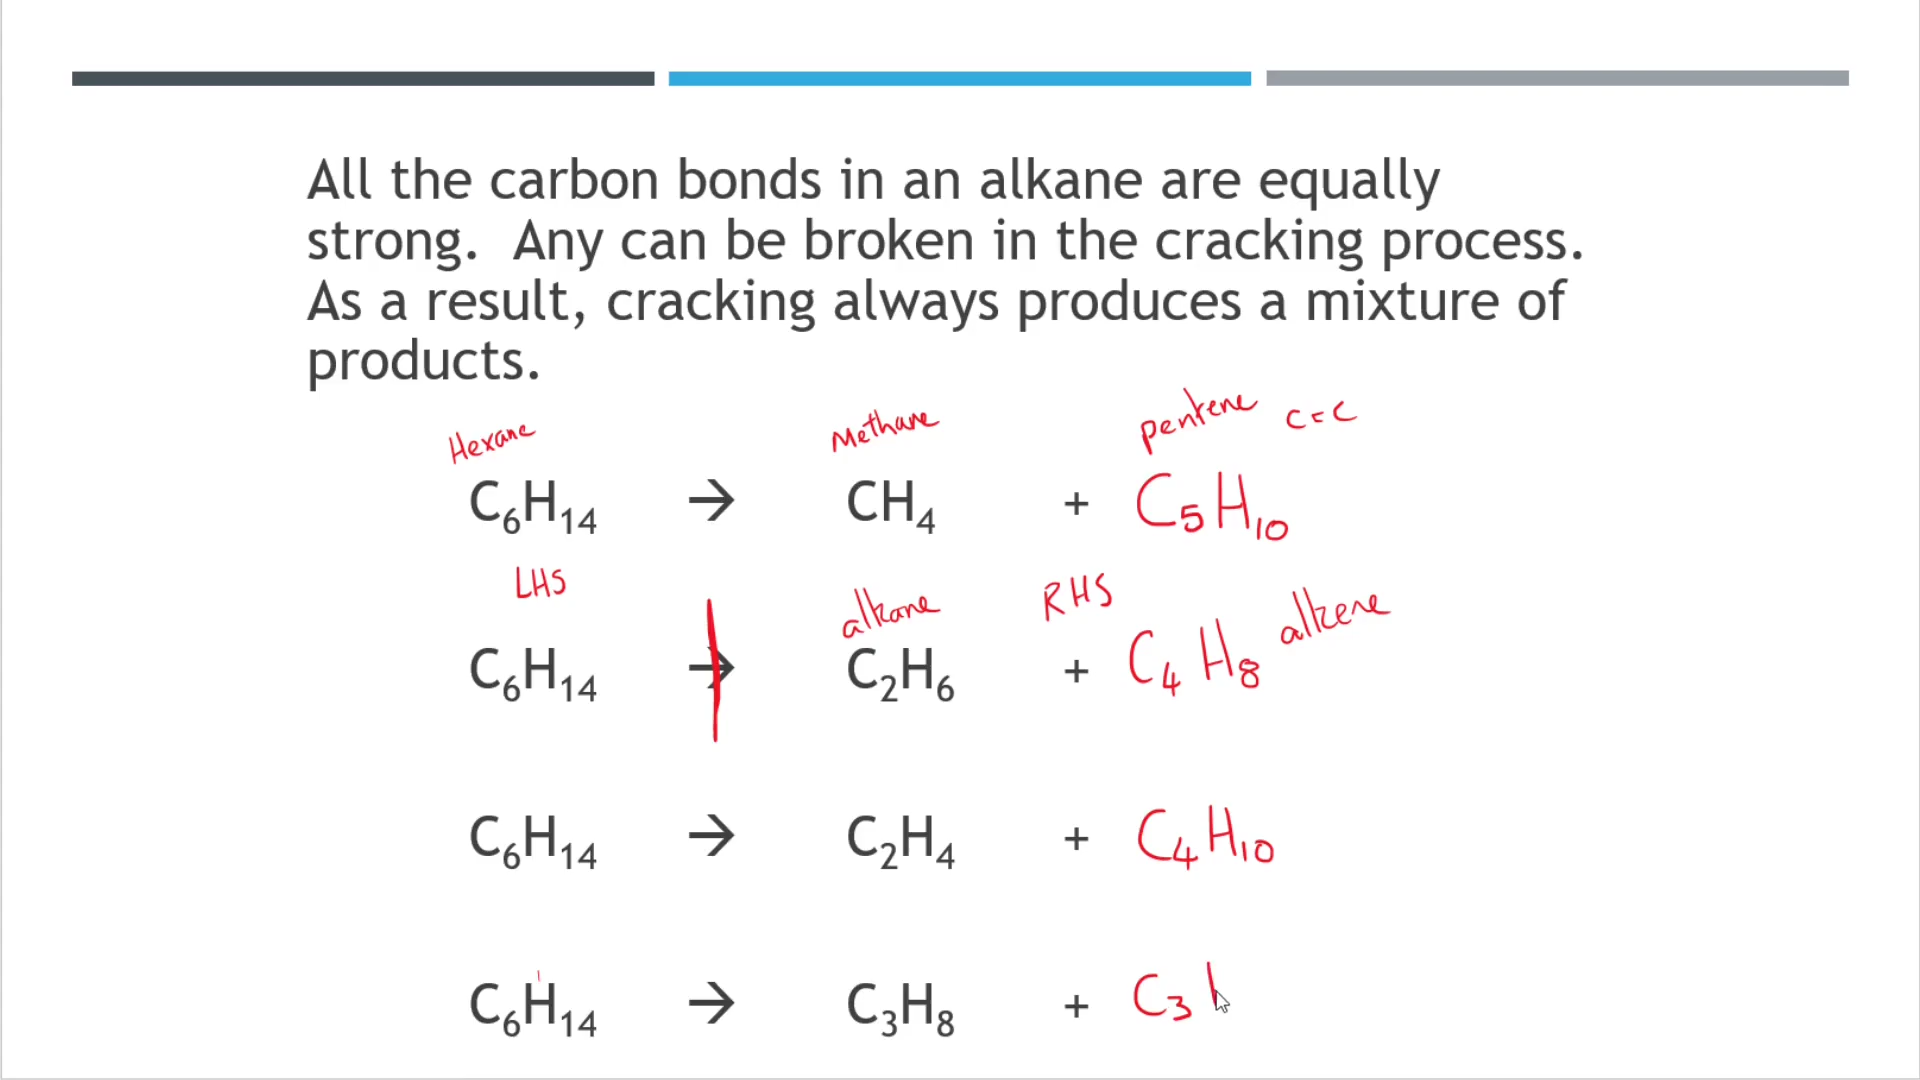 All the carbon bonds in an alkane are equally
strong. Any can be broken in the cracking process.
As a result, cracking always produces a mixture of
products.
Hexane Methane pentene C=C
C₆H₁₄ → CH₄ + C₅H₁₀
LHS alkane RHS alkene
C₆H₁₄ → C₂H₆ + C₄H₈
C₆H₁₄ → C₂H₄ + C₄H₁₀
C₆H₁₄ → C₃H₈ + C₃